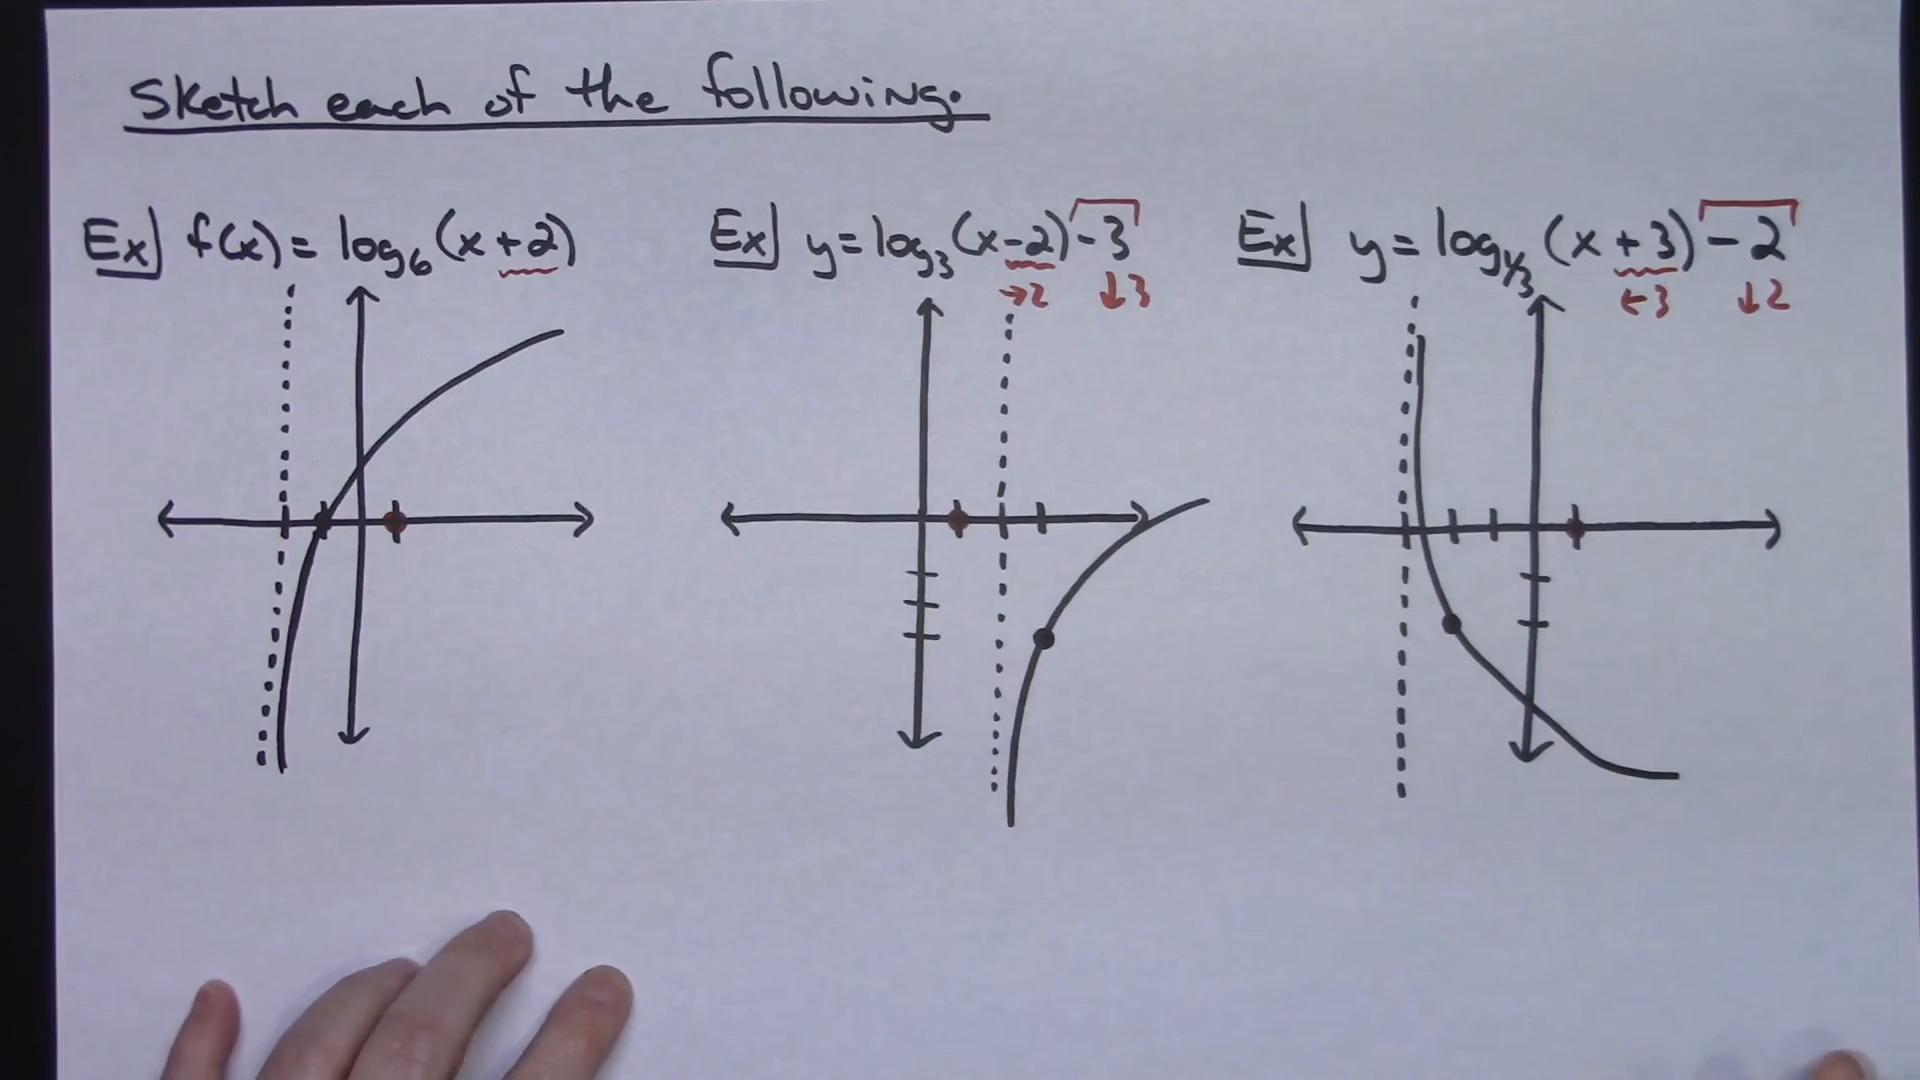 Sketch each of the following.
Ex] f(x) = log₆(x+2)
Ex] y = log₃(x-2)-3
→2 ↓3
Ex] y = log₁/₃(x+3)-2
←3 ↓2